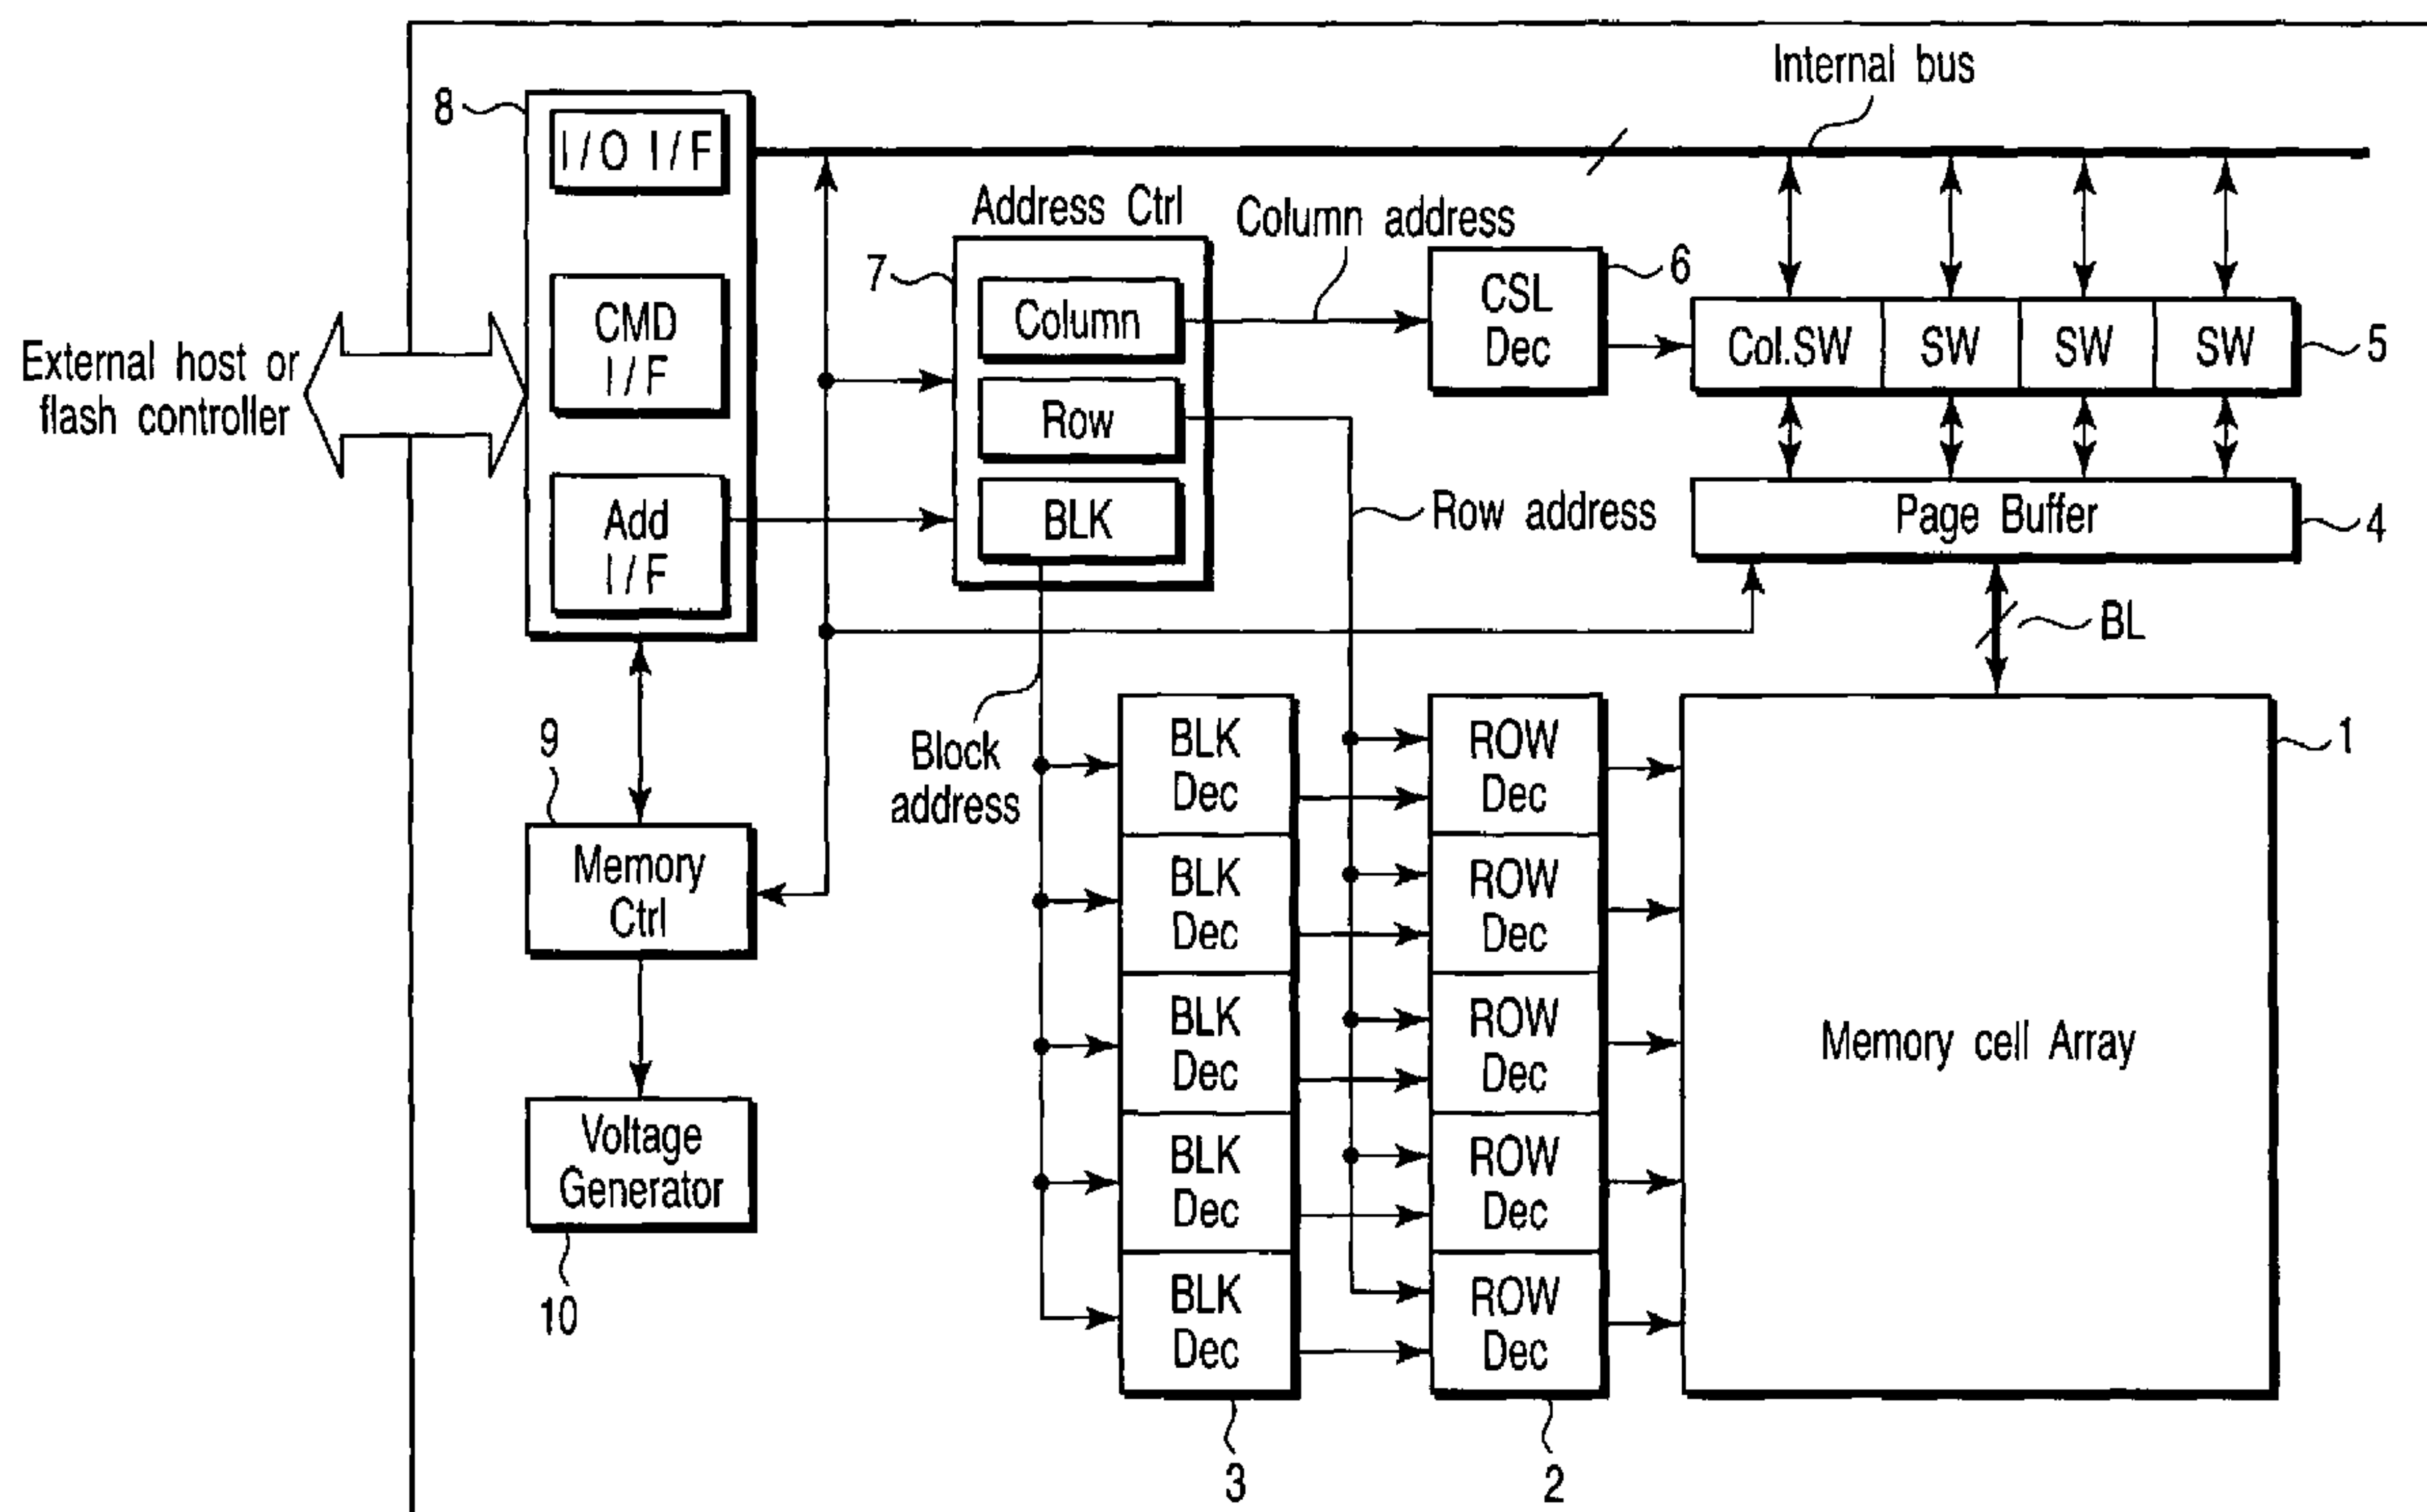 Internal bus
8
I/O I/F
Address Ctrl
Column address
7
6
Column
CSL
Dec
CMD
I/F
Col.SW
SW
SW
SW
5
External host or
flash controller
Row
Row address
Page Buffer
4
Add
I/F
BLK
BL
Block
address
9
Memory
Ctrl
BLK
Dec
ROW
Dec
1
BLK
Dec
ROW
Dec
BLK
Dec
ROW
Dec
Memory cell Array
BLK
Dec
ROW
Dec
BLK
Dec
ROW
Dec
Voltage
Generator
10
3
2